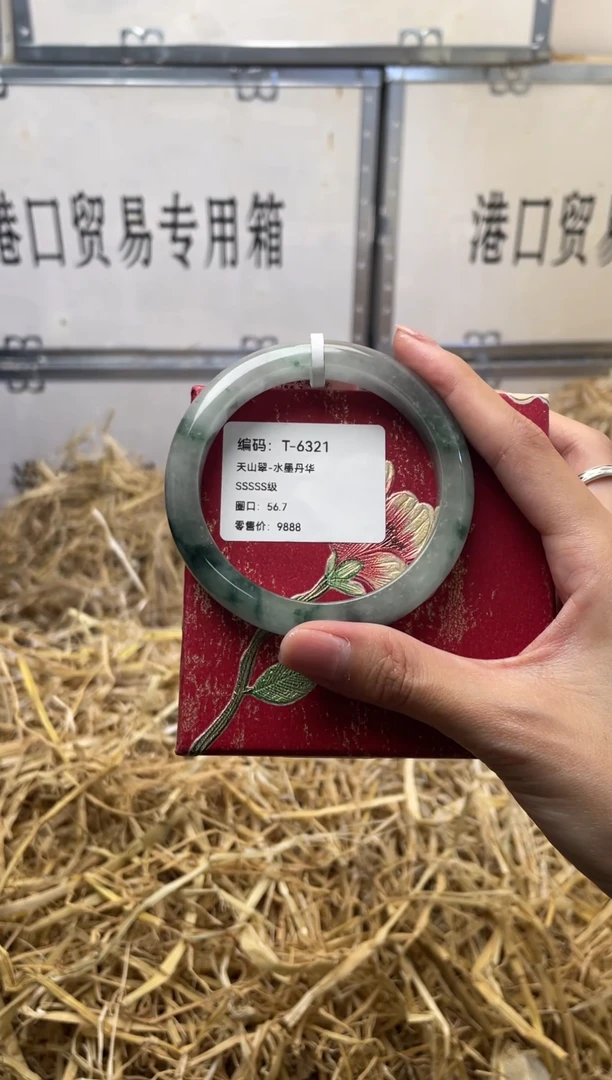 港口贸易专用箱
港口贸易
编码：T-6321
天山翠-水墨丹华
SSSSS级
圈口：56.7
零售价：9888